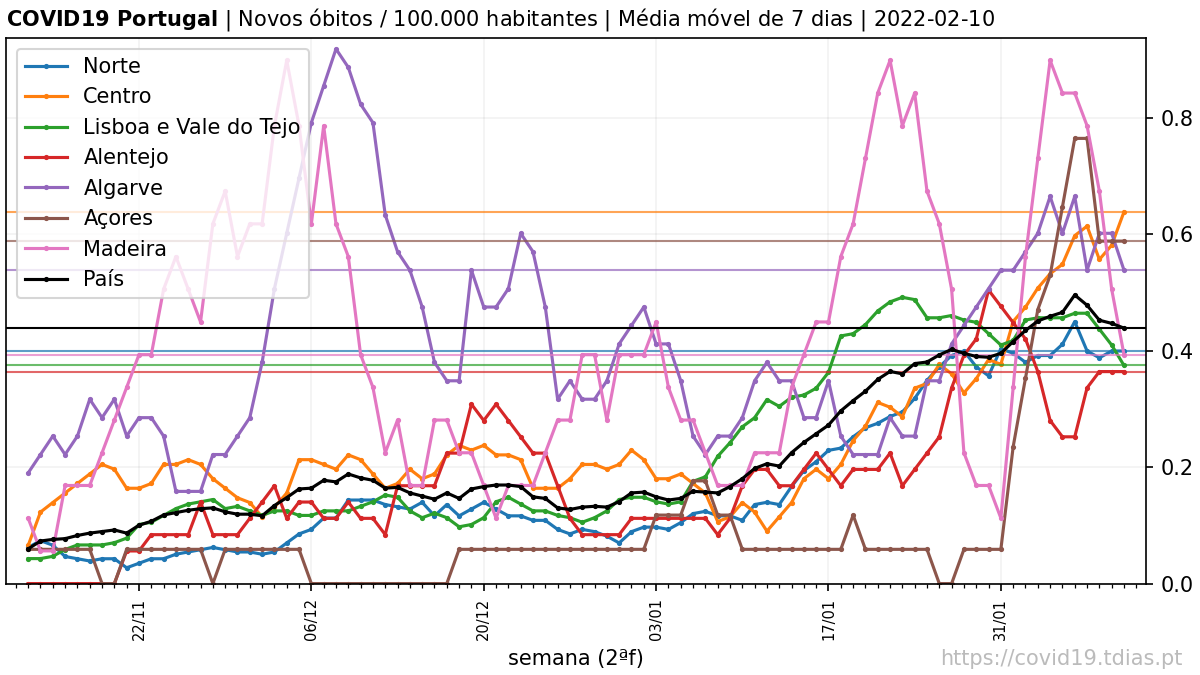 COVID19 Portugal | Novos óbitos / 100.000 habitantes | Média móvel de 7 dias | 2022-02-10
Norte
Centro
Lisboa e Vale do Tejo
Alentejo
Algarve
Açores
Madeira
País
0.8
0.6
0.4
0.2
0.0
22/11
06/12
20/12
03/01
17/01
31/01
semana (2ªf)
https://covid19.tdias.pt